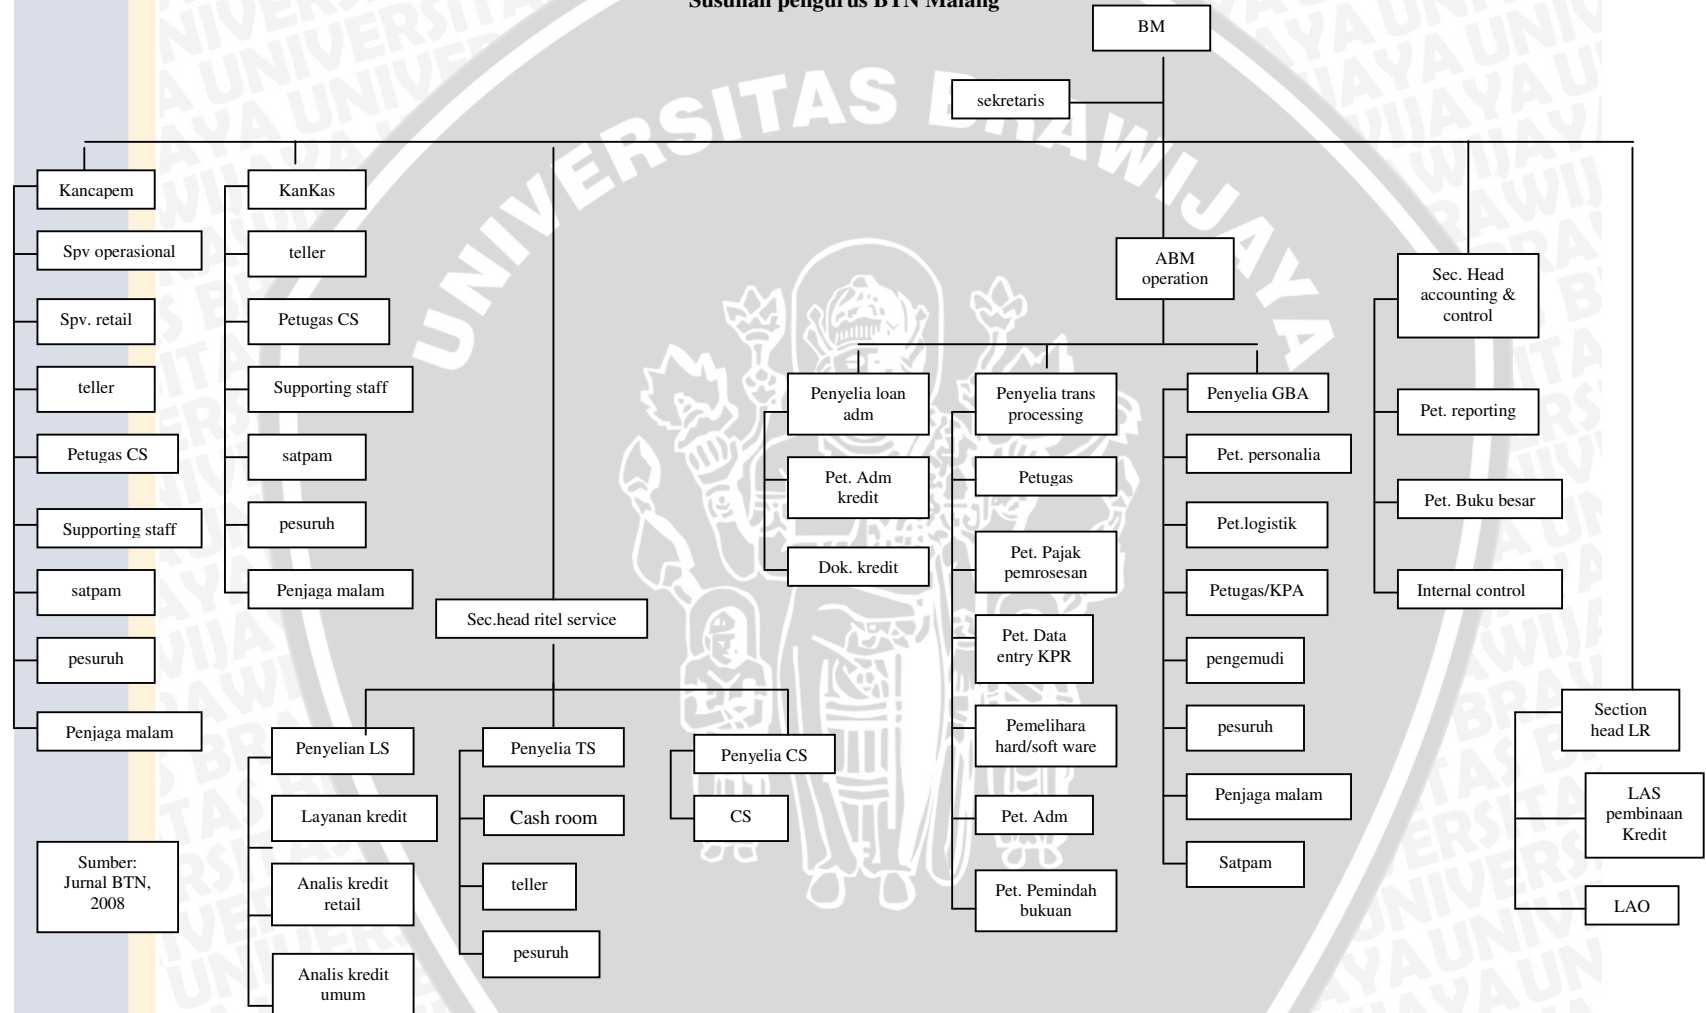 Susunan pengurus BTN Malang
BM
sekretaris
UNIVERSITAS BRAWIJAYA
Kancapem
Spv operasional
Spv. retail
teller
Petugas CS
Supporting staff
satpam
pesuruh
Penjaga malam
KanKas
teller
Petugas CS
Supporting staff
satpam
pesuruh
Penjaga malam
Sec.head ritel service
Penyelian LS
Layanan kredit
Analis kredit
retail
Analis kredit
umum
Penyelia TS
Cash room
teller
pesuruh
Penyelia CS
CS
ABM
operation
Penyelia loan
adm
Pet. Adm
kredit
Dok. kredit
Penyelia trans
processing
Petugas
Pet. Pajak
pemrosesan
Pet. Data
entry KPR
Pemelihara
hard/soft ware
Pet. Adm
Pet. Pemindah
bukuan
Penyelia GBA
Pet. personalia
Pet.logistik
Petugas/KPA
pengemudi
pesuruh
Penjaga malam
Satpam
Sec. Head
accounting &
control
Pet. reporting
Pet. Buku besar
Internal control
Section
head LR
LAS
pembinaan
Kredit
LAO
Sumber:
Jurnal BTN,
2008